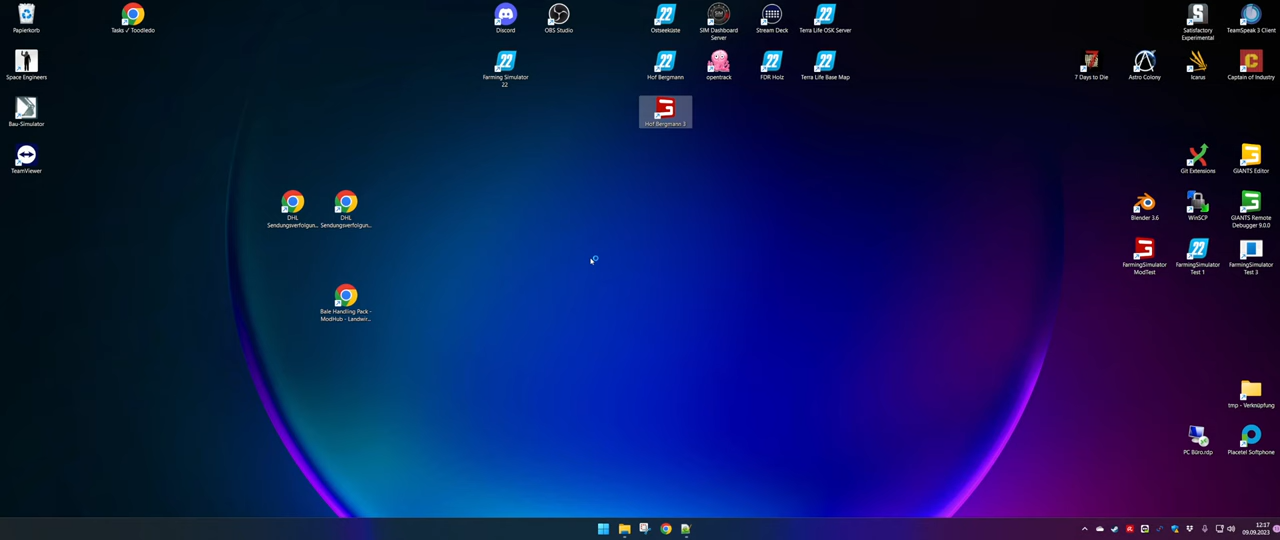 Papierkorb
Tasks ✓ Toodledo
Discord
OBS Studio
Ostseeküste
SIM Dashboard
Server
Stream Deck
Terra Life OSK Server
Satisfactory
Experimental
TeamSpeak 3 Client
Space Engineers
Farming Simulator
22
Hof Bergmann
opentrack
FDR Holz
Terra Life Base Map
7 Days to Die
Astro Colony
Icarus
Captain of Industry
Bau-Simulator
Hof Bergmann 3
TeamViewer
Git Extensions
GIANTS Editor
DHL
Sendungsverfolgun...
DHL
Sendungsverfolgun...
Blender 3.6
WinSCP
GIANTS Remote
Debugger 9.0.0
FarmingSimulator
ModTest
FarmingSimulator
Test 1
FarmingSimulator
Test 3
Bale Handling Pack -
ModHub - Landwir...
tmp - Verknüpfung
PC Büro.rdp
Placetel Softphone
12:17
09.09.2023